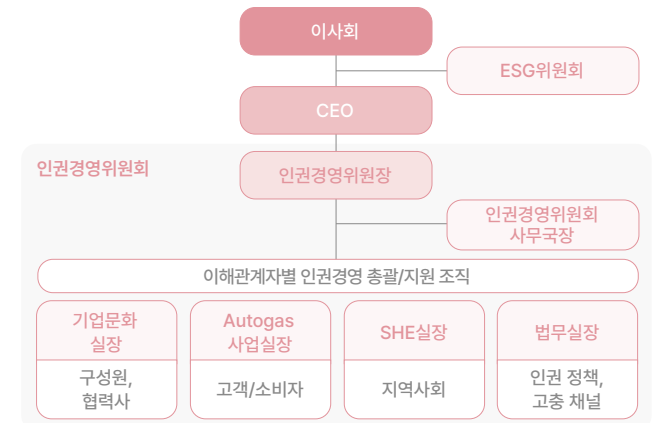 이사회
ESG위원회
CEO
인권경영위원회
인권경영위원장
인권경영위원회
사무국장
이해관계자별 인권경영 총괄/지원 조직
기업문화
실장
구성원,
협력사
Autogas
사업실장
고객/소비자
SHE실장
지역사회
법무실장
인권 정책,
고충 채널